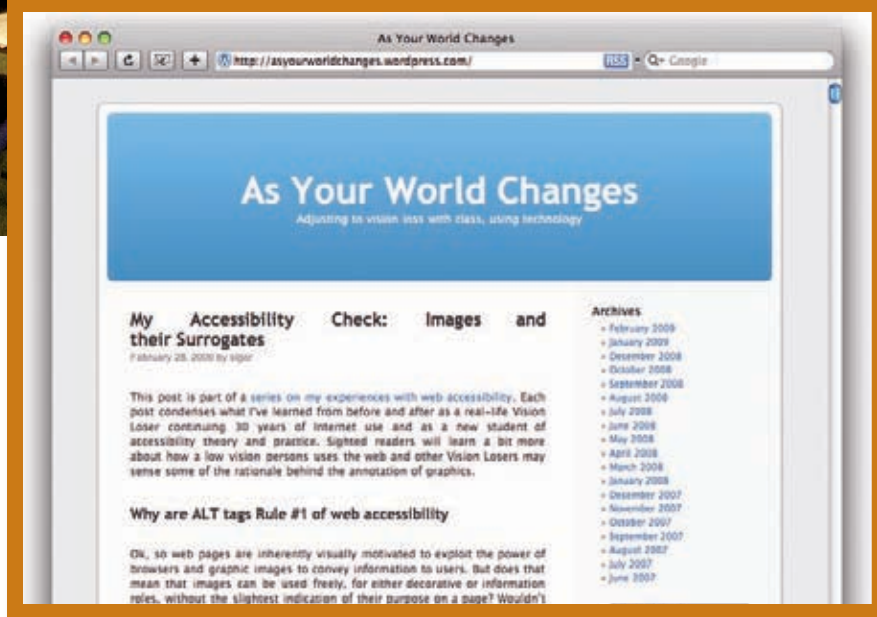 As Your World Changes
http://asyourworldchanges.wordpress.com/
RSS
Google
As Your World Changes
Adjusting to vision loss with class, using technology
My Accessibility Check: Images and
their Surrogates
February 28, 2009 by slger
This post is part of a series on my experiences with web accessibility. Each
post condenses what I've learned from before and after as a real-life Vision
Loser continuing 30 years of Internet use and as a new student of
accessibility theory and practice. Sighted readers will learn a bit more
about how a low vision persons uses the web and other Vision Losers may
sense some of the rationale behind the annotation of graphics.
Why are ALT tags Rule #1 of web accessibility
Ok, so web pages are inherently visually motivated to exploit the power of
browsers and graphic images to convey information to users. But does that
mean that images can be used freely, for either decorative or information
roles, without the slightest indication of their purpose on a page? Wouldn't
Archives
» February 2009
» January 2009
» December 2008
» October 2008
» September 2008
» August 2008
» July 2008
» June 2008
» May 2008
» April 2008
» March 2008
» January 2008
» December 2007
» November 2007
» October 2007
» September 2007
» August 2007
» July 2007
» June 2007